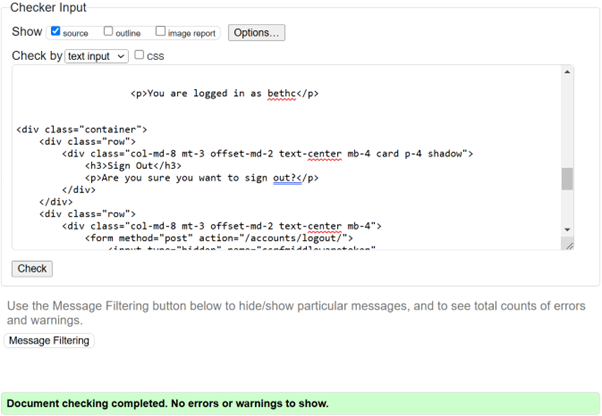 Checker Input
Show source outline image report Options...
Check by text input css
<p>You are logged in as bethc</p>
<div class="container">
<div class="row">
<div class="col-md-8 mt-3 offset-md-2 text-center mb-4 card p-4 shadow">
<h3>Sign Out</h3>
<p>Are you sure you want to sign out?</p>
</div>
</div>
<div class="row">
<div class="col-md-8 mt-3 offset-md-2 text-center mb-4">
<form method="post" action="/accounts/logout/">
<input type="hidden" name="csrfmiddlewaretoken"
Check
Use the Message Filtering button below to hide/show particular messages, and to see total counts of errors
and warnings.
Message Filtering
Document checking completed. No errors or warnings to show.